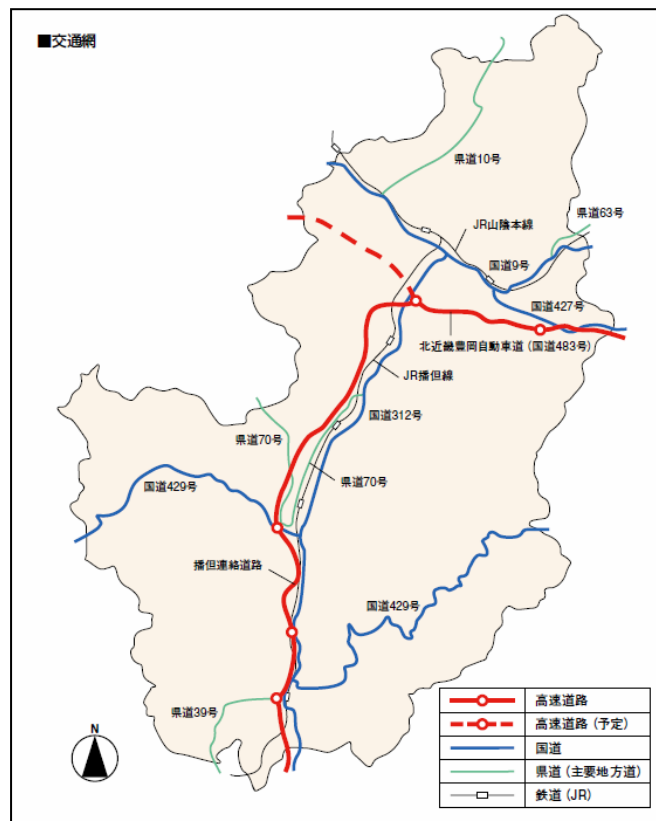 ■交通網
県道10号
県道63号
JR山陰本線
国道9号
国道427号
北近畿豊岡自動車道(国道483号)
JR播但線
国道312号
県道70号
県道70号
国道429号
播但連絡道路
国道429号
県道39号
N
高速道路
高速道路(予定)
国道
県道(主要地方道)
鉄道(JR)